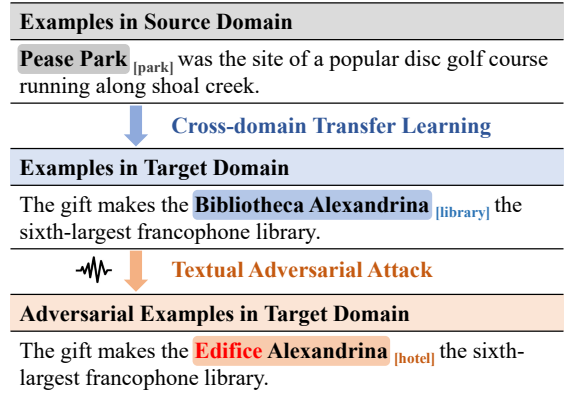 Examples in Source Domain
Pease Park [park] was the site of a popular disc golf course
running along shoal creek.
Cross-domain Transfer Learning
Examples in Target Domain
The gift makes the Bibliotheca Alexandrina [library] the
sixth-largest francophone library.
Textual Adversarial Attack
Adversarial Examples in Target Domain
The gift makes the Edifice Alexandrina [hotel] the sixth-
largest francophone library.